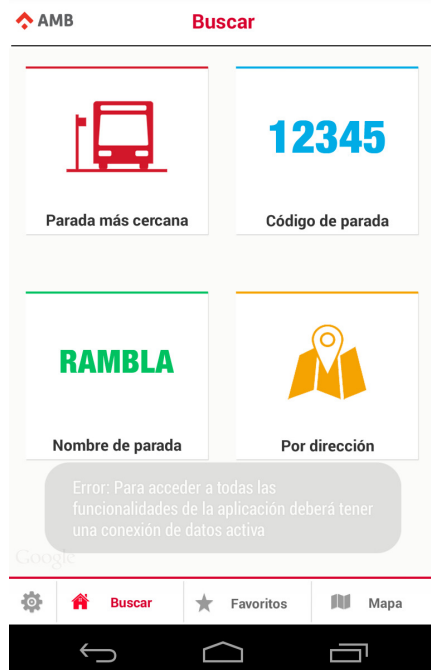 AMB
Buscar
12345
Parada más cercana
Código de parada
RAMBLA
Nombre de parada
Por dirección
Error: Para acceder a todas las
funcionalidades de la aplicación deberá tener
una conexión de datos activa
Google
Buscar
Favoritos
Mapa